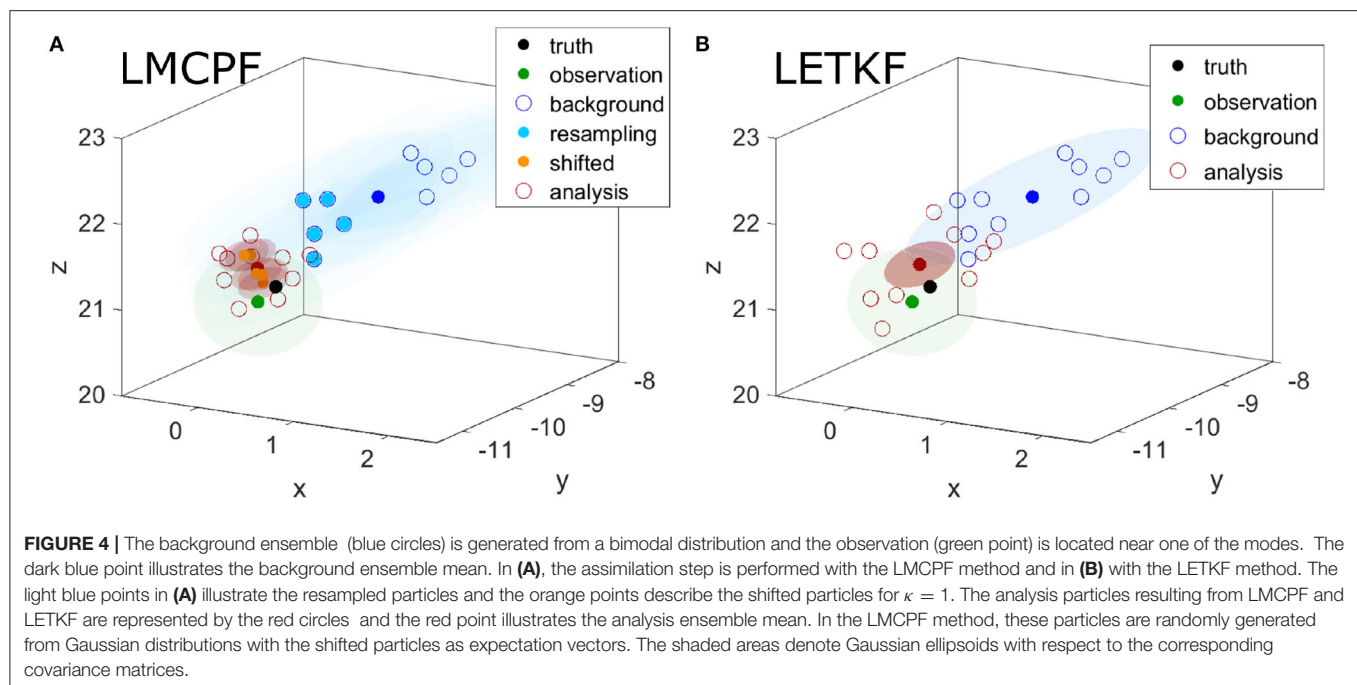 A
LMCPF
truth
observation
background
resampling
shifted
analysis
23
22
21
20
z
0
1
2
x
-11
-10
-9
-8
y
B
LETKF
truth
observation
background
analysis
23
22
21
20
z
0
1
2
x
-11
-10
-9
-8
y
FIGURE 4 | The background ensemble (blue circles) is generated from a bimodal distribution and the observation (green point) is located near one of the modes. The
dark blue point illustrates the background ensemble mean. In (A), the assimilation step is performed with the LMCPF method and in (B) with the LETKF method. The
light blue points in (A) illustrate the resampled particles and the orange points describe the shifted particles for κ = 1. The analysis particles resulting from LMCPF and
LETKF are represented by the red circles and the red point illustrates the analysis ensemble mean. In the LMCPF method, these particles are randomly generated
from Gaussian distributions with the shifted particles as expectation vectors. The shaded areas denote Gaussian ellipsoids with respect to the corresponding
covariance matrices.